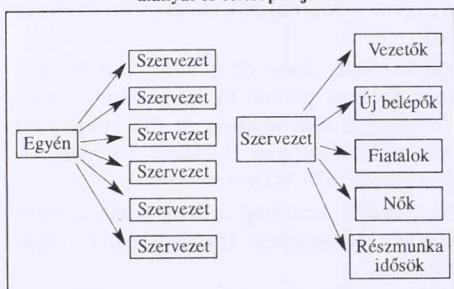 Szervezet
Szervezet
Szervezet
Egyén
Szervezet
Szervezet
Szervezet
Vezetők
Új belépők
Szervezet
Fiatalok
Nők
Részmunka
idősök